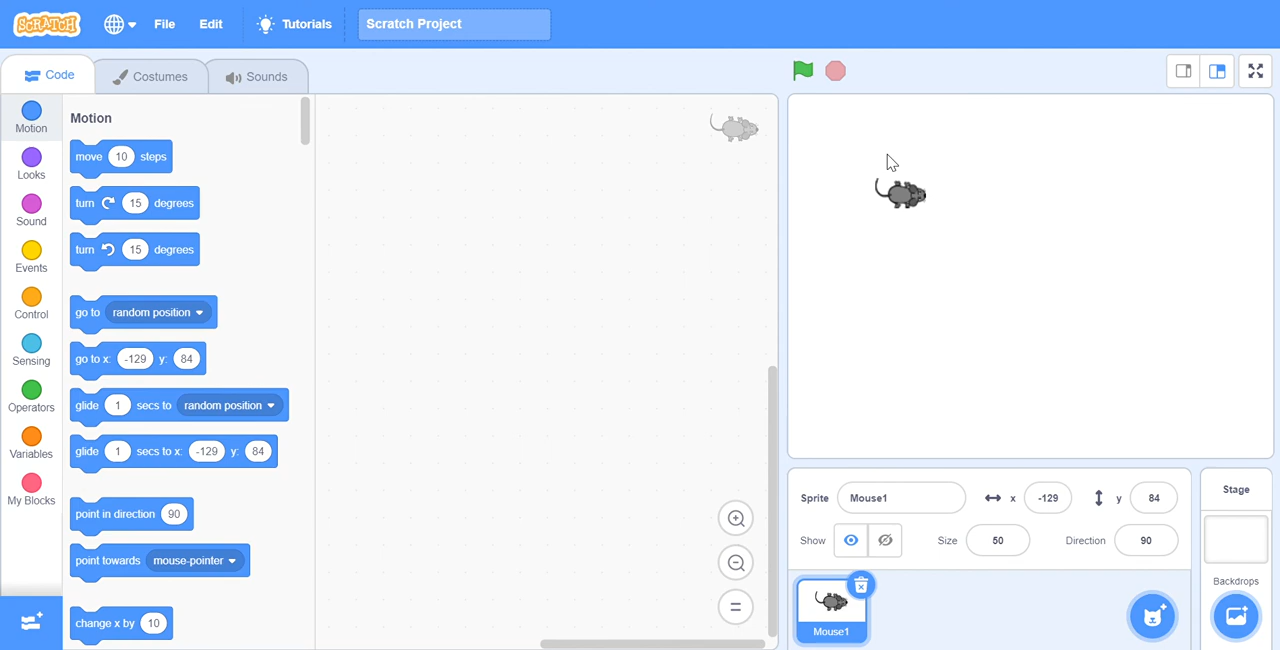 SCRATCH File Edit Tutorials Scratch Project
Code Costumes Sounds
Motion
Looks
Sound
Events
Control
Sensing
Operators
Variables
My Blocks
Motion
move 10 steps
turn 15 degrees
turn 15 degrees
go to random position
go to x: -129 y: 84
glide 1 secs to random position
glide 1 secs to x: -129 y: 84
point in direction 90
point towards mouse-pointer
change x by 10
Sprite Mouse1 x -129 y 84
Show Size 50 Direction 90
Mouse1
Stage
Backdrops